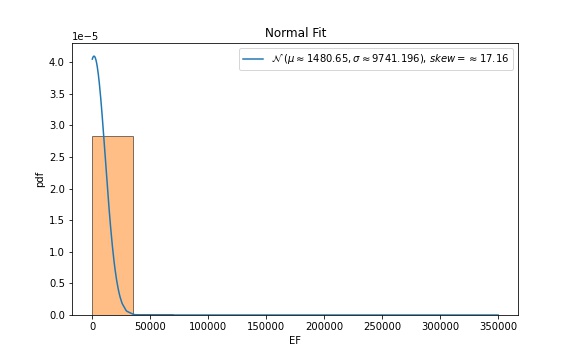 Normal Fit
1e−5
𝒩(μ ≈ 1480.65, σ ≈ 9741.196), skew = ≈ 17.16
4.0
3.5
3.0
2.5
2.0
1.5
1.0
0.5
0.0
pdf
0 50000 100000 150000 200000 250000 300000 350000
EF